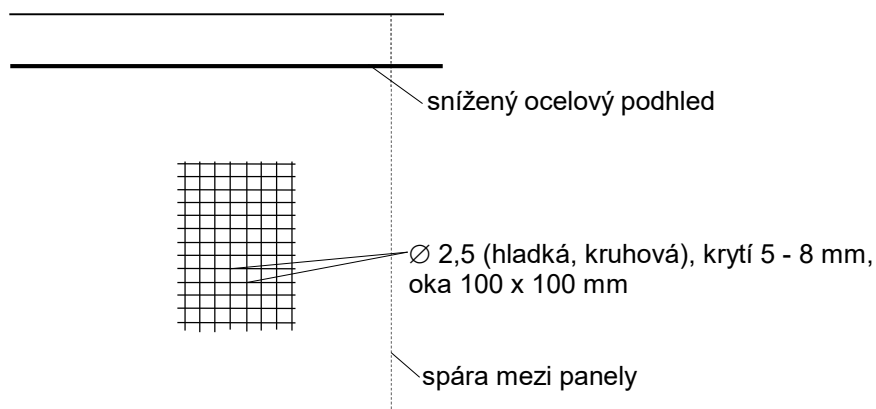 snížený ocelový podhled
∅ 2,5 (hladká, kruhová), krytí 5 - 8 mm,
oka 100 x 100 mm
spára mezi panely